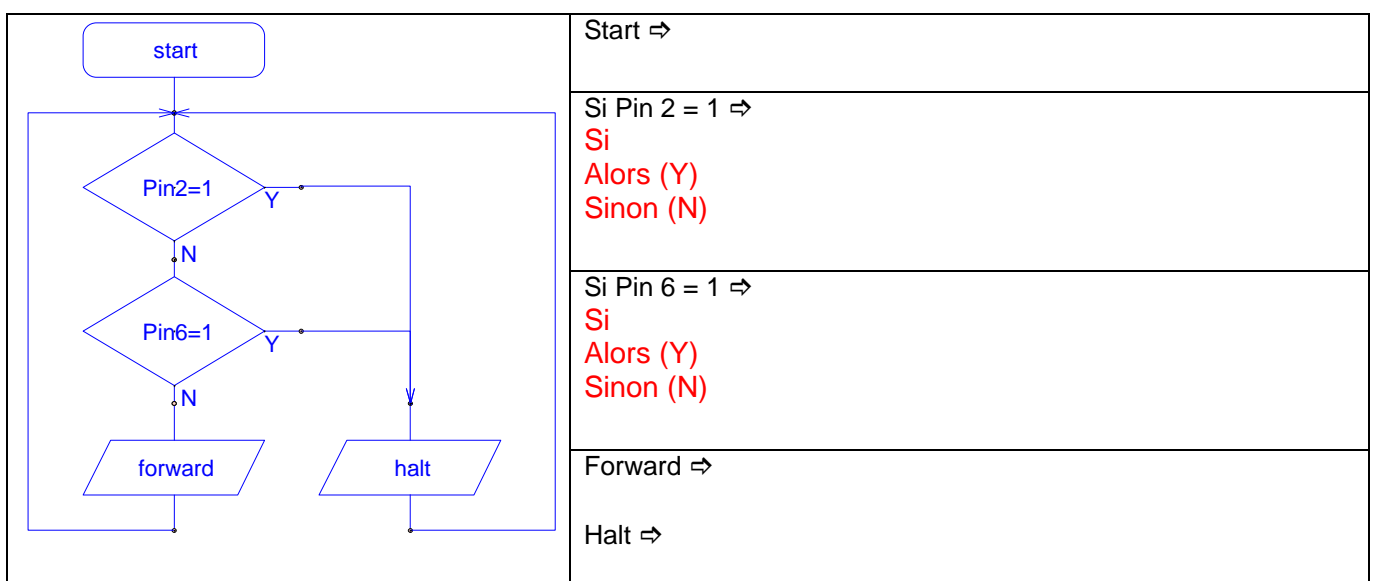 start
Pin2=1
Y
N
Pin6=1
Y
N
forward
halt
Start ⇨
Si Pin 2 = 1 ⇨
Si
Alors (Y)
Sinon (N)
Si Pin 6 = 1 ⇨
Si
Alors (Y)
Sinon (N)
Forward ⇨
Halt ⇨